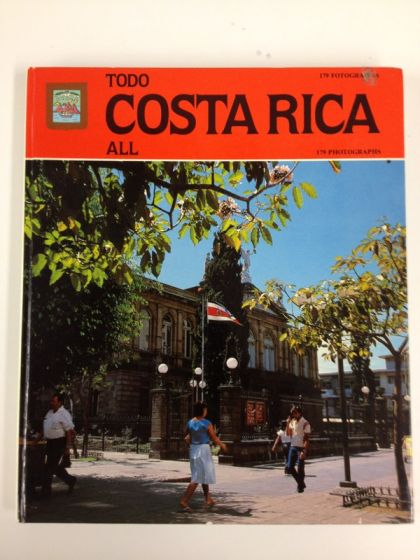 TODO
179 FOTOGRAFIAS
COSTA RICA
ALL
179 PHOTOGRAPHS